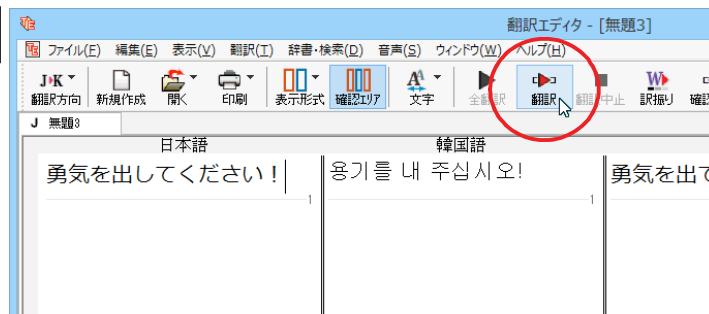 翻訳エディタ - [無題3]
ファイル(F) 編集(E) 表示(V) 翻訳(T) 辞書・検索(D) 音声(S) ウィンドウ(W) ヘルプ(H)
J▸K
翻訳方向 新規作成 開く 印刷 表示形式 確認エリア 文字 全翻訳 翻訳 翻訳中止 訳振り 確認
J 無題3
日本語 韓国語
勇気を出してください！ 용기를 내 주십시오! 勇気を出て
1 1